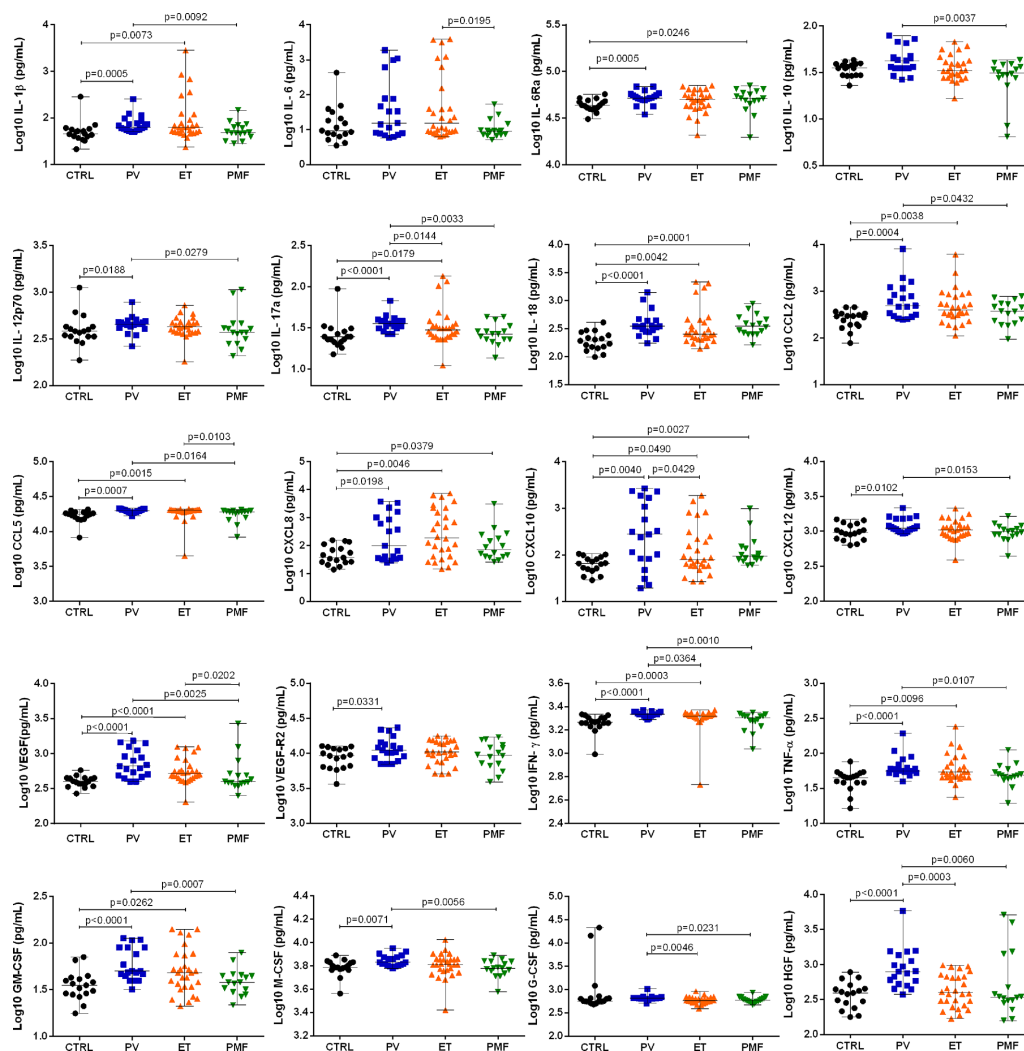 p=0.0092
p=0.0073
p=0.0005
Log10 IL- 1β (pg/mL)
4
3
2
1
CTRL PV ET PMF
p=0.0195
Log10 IL- 6 (pg/mL)
4
3
2
1
0
CTRL PV ET PMF
p=0.0246
p=0.0005
Log10 IL- 6Ra (pg/mL)
5.5
5.0
4.5
4.0
CTRL PV ET PMF
p=0.0037
Log10 IL- 10 (pg/mL)
2.0
1.5
1.0
0.5
CTRL PV ET PMF
p=0.0279
p=0.0188
Log10 IL- 12p70 (pg/mL)
3.5
3.0
2.5
2.0
CTRL PV ET PMF
p=0.0033
p=0.0144
p=0.0179
p<0.0001
Log10 IL- 17a (pg/mL)
2.5
2.0
1.5
1.0
CTRL PV ET PMF
p=0.0001
p=0.0042
p<0.0001
Log10 IL- 18 (pg/mL)
4.0
3.5
3.0
2.5
2.0
1.5
CTRL PV ET PMF
p=0.0432
p=0.0038
p=0.0004
Log10 CCL2 (pg/mL)
4
3
2
1
CTRL PV ET PMF
p=0.0103
p=0.0164
p=0.0015
p=0.0007
Log10 CCL5 (pg/mL)
5.0
4.5
4.0
3.5
3.0
CTRL PV ET PMF
p=0.0379
p=0.0046
p=0.0198
Log10 CXCL8 (pg/mL)
5
4
3
2
1
0
CTRL PV ET PMF
p=0.0027
p=0.0490
p=0.0040
p=0.0429
Log10 CXCL10 (pg/mL)
4
3
2
1
CTRL PV ET PMF
p=0.0153
p=0.0102
Log10 CXCL12 (pg/mL)
4.0
3.5
3.0
2.5
2.0
CTRL PV ET PMF
p=0.0202
p=0.0025
p<0.0001
p<0.0001
Log10 VEGF(pg/mL)
4.0
3.5
3.0
2.5
2.0
CTRL PV ET PMF
p=0.0331
Log10 VEGF-R2 (pg/mL)
5.0
4.5
4.0
3.5
3.0
CTRL PV ET PMF
p=0.0010
p=0.0364
p=0.0003
p<0.0001
Log10 IFN- γ (pg/mL)
3.6
3.4
3.2
3.0
2.8
2.6
2.4
CTRL PV ET PMF
p=0.0107
p=0.0096
p<0.0001
Log10 TNF-α (pg/mL)
3.0
2.5
2.0
1.5
1.0
CTRL PV ET PMF
p=0.0007
p=0.0262
p<0.0001
Log10 GM-CSF (pg/mL)
2.5
2.0
1.5
1.0
CTRL PV ET PMF
p=0.0056
p=0.0071
Log10 M-CSF (pg/mL)
4.4
4.2
4.0
3.8
3.6
3.4
3.2
CTRL PV ET PMF
p=0.0231
p=0.0046
Log10 G-CSF (pg/mL)
5.0
4.5
4.0
3.5
3.0
2.5
2.0
CTRL PV ET PMF
p=0.0060
p=0.0003
p<0.0001
Log10 HGF (pg/mL)
4.0
3.5
3.0
2.5
2.0
CTRL PV ET PMF